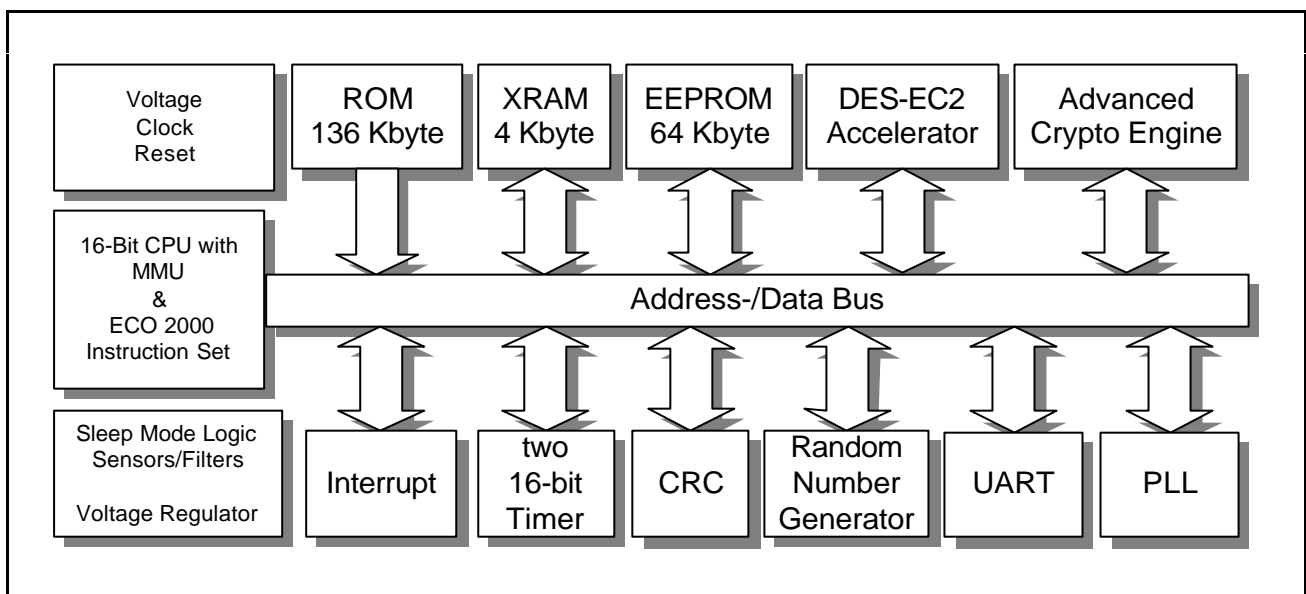 Voltage
Clock
Reset
ROM
136 Kbyte
XRAM
4 Kbyte
EEPROM
64 Kbyte
DES-EC2
Accelerator
Advanced
Crypto Engine
16-Bit CPU with
MMU
&
ECO 2000
Instruction Set
Address-/Data Bus
Sleep Mode Logic
Sensors/Filters
Voltage Regulator
Interrupt
two
16-bit
Timer
CRC
Random
Number
Generator
UART
PLL